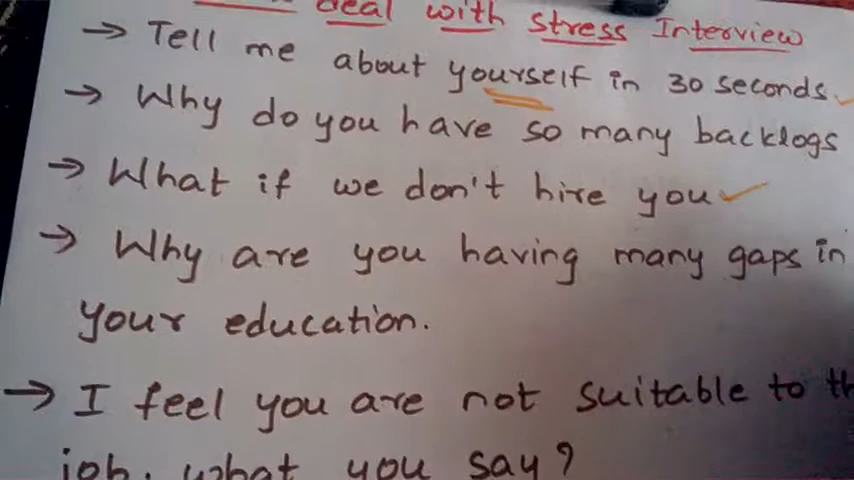 deal with stress Interview
→ Tell me about yourself in 30 seconds.
→ Why do you have so many backlogs
→ What if we don't hire you
→ Why are you having many gaps in
your education.
→ I feel you are not suitable to th
job. what you say?